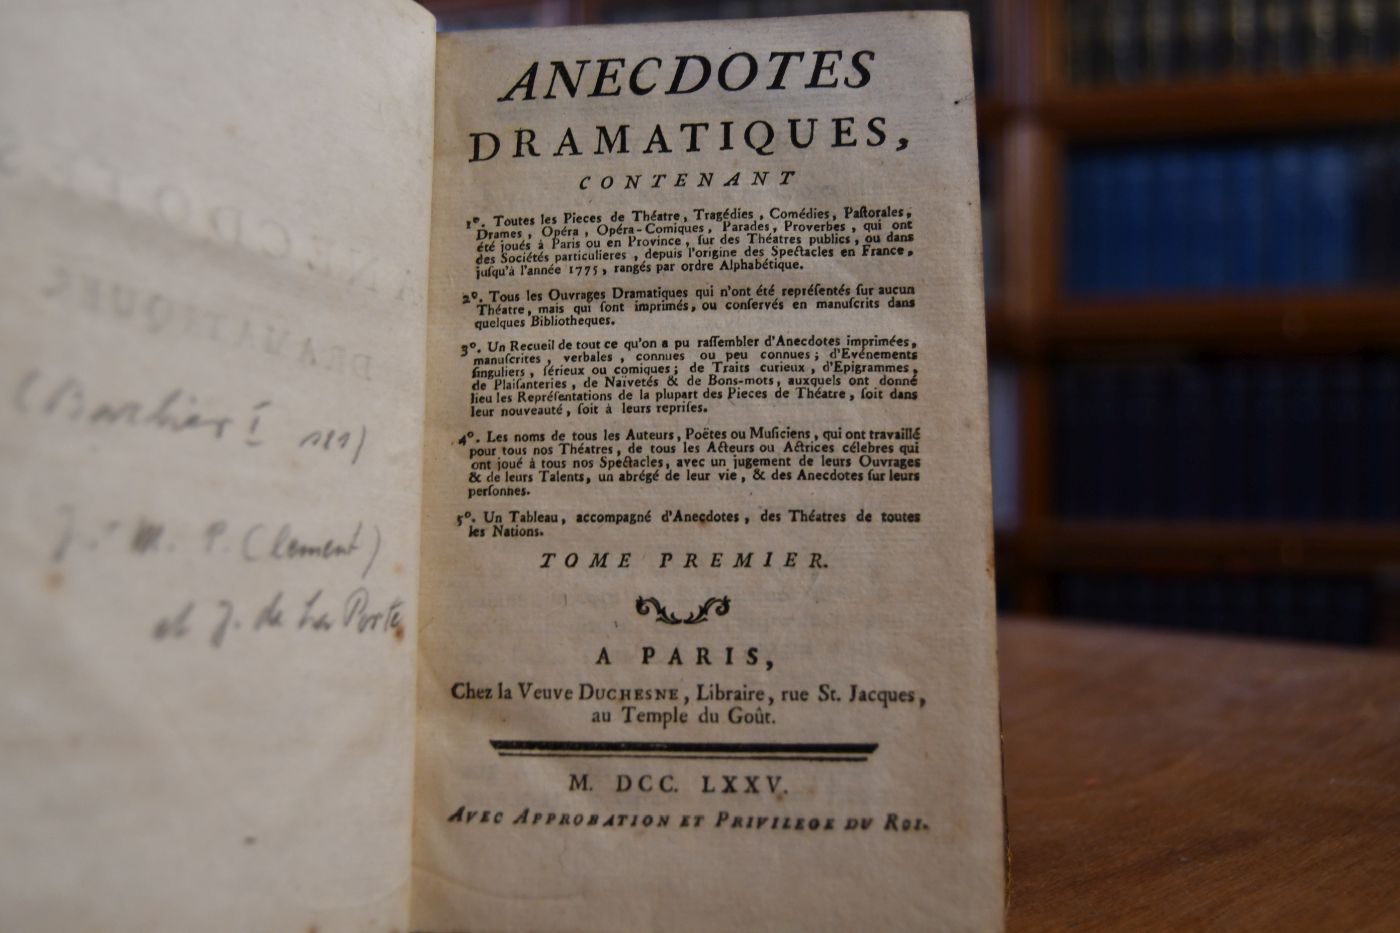 (Barbier I 181)
J. M. P. Clement)
et J. de La Porte
ANECDOTES
DRAMATIQUES,
CONTENANT
1º. Toutes les Pieces de Théatre, Tragédies, Comédies, Paſtorales,
Drames, Opéra, Opéra-Comiques, Parades, Proverbes, qui ont
été joués à Paris ou en Province, ſur des Théatres publics, ou dans
des Sociétés particulieres, depuis l'origine des Spectacles en France,
juſqu'à l'année 1775, rangés par ordre Alphabétique.
2º. Tous les Ouvrages Dramatiques qui n'ont été repréſentés ſur aucun
Théatre, mais qui ſont imprimés, ou conſervés en manuſcrits dans
quelques Bibliotheques.
3º. Un Recueil de tout ce qu'on a pu raſſembler d'Anecdotes imprimées,
manuſcrites, verbales, connues ou peu connues; d'Evénements
ſinguliers, ſérieux ou comiques; de Traits curieux, d'Epigrammes,
de Plaiſanteries, de Naïvetés & de Bons-mots, auxquels ont donné
lieu les Repréſentations de la plupart des Pieces de Théatre, ſoit dans
leur nouveauté, ſoit à leurs repriſes.
4º. Les noms de tous les Auteurs, Poëtes ou Muſiciens, qui ont travaillé
pour tous nos Théatres, de tous les Acteurs ou Actrices célebres qui
ont joué à tous nos Spectacles, avec un jugement de leurs Ouvrages
& de leurs Talents, un abrégé de leur vie, & des Anecdotes ſur leurs
perſonnes.
5º. Un Tableau, accompagné d'Anecdotes, des Théatres de toutes
les Nations.
TOME PREMIER.
A PARIS,
Chez la Veuve DUCHESNE, Libraire, rue St. Jacques,
au Temple du Goût.
M. DCC. LXXV.
AVEC APPROBATION ET PRIVILEGE DU ROI.